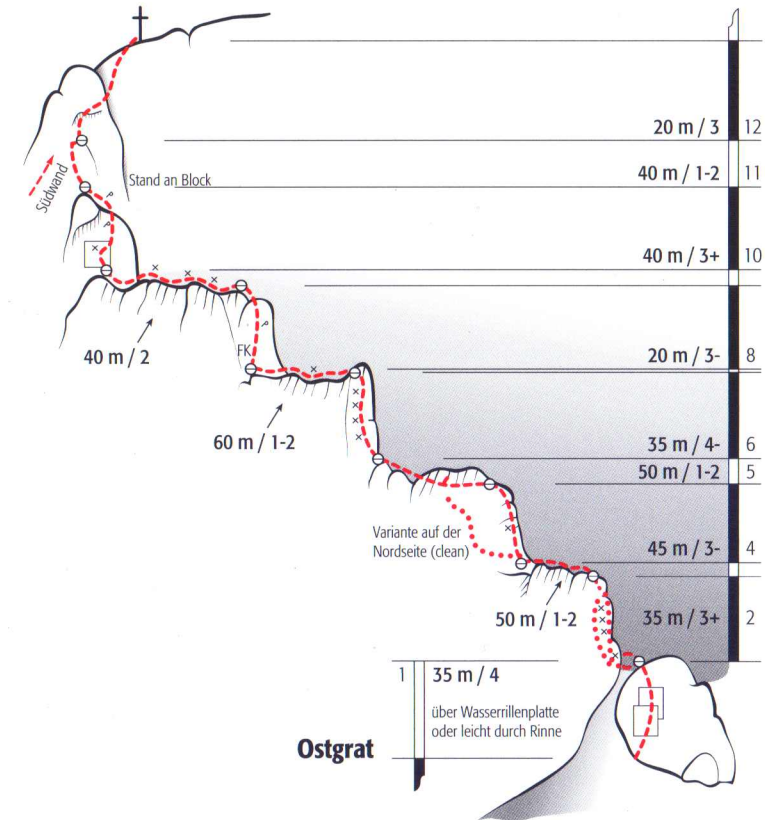 20 m / 3 12
Südwand
Stand an Block
40 m / 1-2 11
40 m / 3+ 10
40 m / 2
FK
20 m / 3- 8
60 m / 1-2
35 m / 4- 6
50 m / 1-2 5
Variante auf der
Nordseite (clean)
45 m / 3- 4
50 m / 1-2
35 m / 3+ 2
1 35 m / 4
über Wasserrillenplatte
oder leicht durch Rinne
Ostgrat